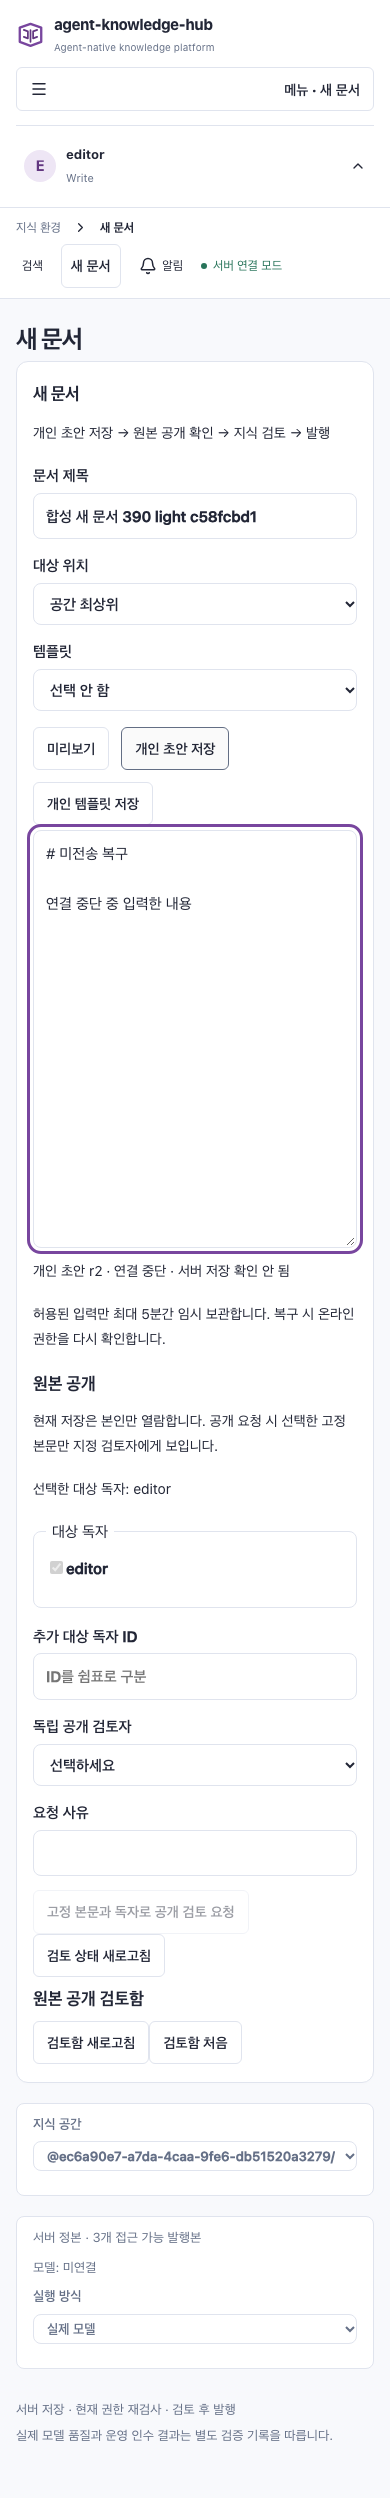 agent-knowledge-hub
Agent-native knowledge platform
메뉴 · 새 문서
E
editor
Write
지식 환경 > 새 문서
검색 새 문서 알림 서버 연결 모드
새 문서
새 문서
개인 초안 저장 → 원본 공개 확인 → 지식 검토 → 발행
문서 제목
합성 새 문서 390 light c58fcbd1
대상 위치
공간 최상위
템플릿
선택 안 함
미리보기 개인 초안 저장
개인 템플릿 저장
# 미전송 복구
연결 중단 중 입력한 내용
개인 초안 r2 · 연결 중단 · 서버 저장 확인 안 됨
허용된 입력만 최대 5분간 임시 보관합니다. 복구 시 온라인
권한을 다시 확인합니다.
원본 공개
현재 저장은 본인만 열람합니다. 공개 요청 시 선택한 고정
본문만 지정 검토자에게 보입니다.
선택한 대상 독자: editor
대상 독자
editor
추가 대상 독자 ID
ID를 쉼표로 구분
독립 공개 검토자
선택하세요
요청 사유
고정 본문과 독자로 공개 검토 요청
검토 상태 새로고침
원본 공개 검토함
검토함 새로고침 검토함 처음
지식 공간
@ec6a90e7-a7da-4caa-9fe6-db51520a3279/
서버 정본 · 3개 접근 가능 발행본
모델: 미연결
실행 방식
실제 모델
서버 저장 · 현재 권한 재검사 · 검토 후 발행
실제 모델 품질과 운영 인수 결과는 별도 검증 기록을 따릅니다.